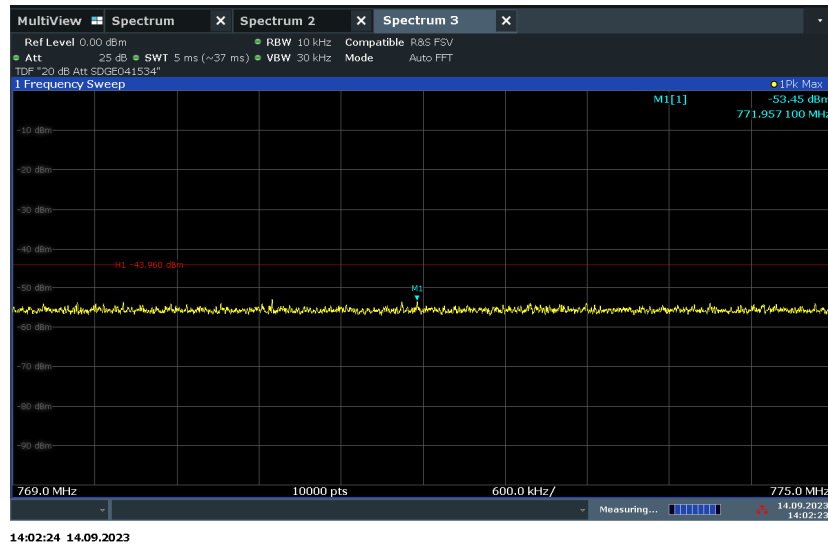 MultiView Spectrum X Spectrum 2 X Spectrum 3 X
Ref Level 0.00 dBm RBW 10 kHz Compatible R&S FSV
Att 25 dB SWT 5 ms (~37 ms) VBW 30 kHz Mode Auto FFT
TDF "20 dB Att SDGE041534"
1 Frequency Sweep 1Pk Max
M1[1] -53.45 dBm
771.957 100 MHz
-10 dBm
-20 dBm
-30 dBm
-40 dBm
H1 -43.960 dBm
-50 dBm
M1
-60 dBm
-70 dBm
-80 dBm
-90 dBm
769.0 MHz 10000 pts 600.0 kHz/ 775.0 MHz
Measuring... 14.09.2023
14:02:23
14:02:24 14.09.2023